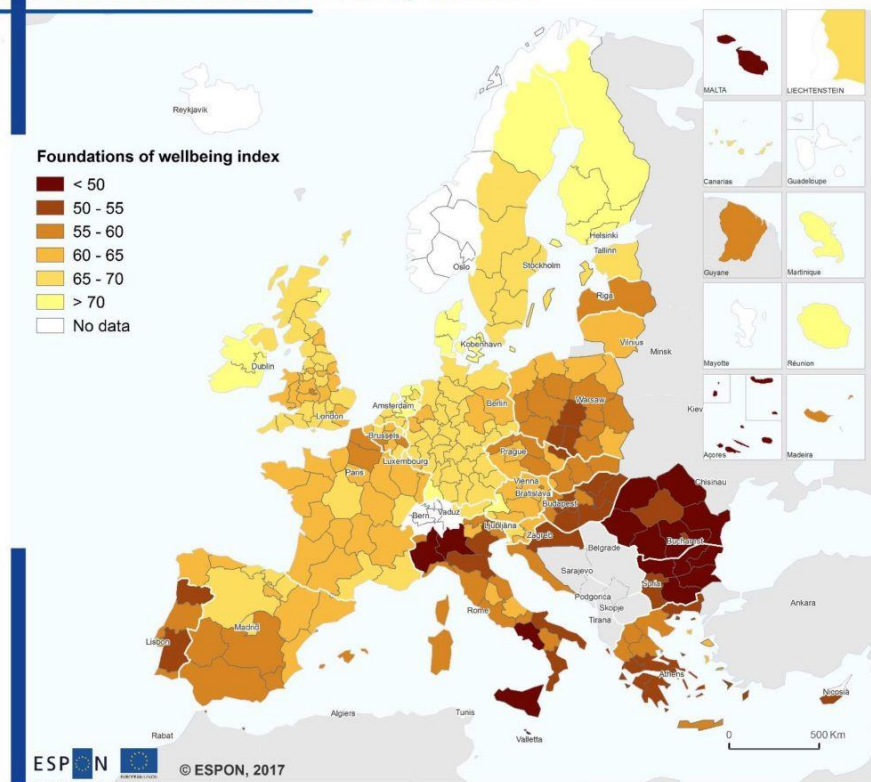 Foundations of wellbeing index
< 50
50 - 55
55 - 60
60 - 65
65 - 70
> 70
No data
MALTA
LIECHTENSTEIN
Canarias
Guadeloupe
Guyane
Martinique
Mayotte
Réunion
Açores
Madeira
Reykjavik
Oslo
Helsinki
Tallinn
Stockholm
Riga
Kobenhavn
Vilnius
Minsk
Dublin
London
Amsterdam
Berlin
Warsaw
Kiev
Brussels
Luxembourg
Prague
Paris
Vienna
Bratislava
Budapest
Chisinau
Bern
Vaduz
Ljubljana
Zagreb
Belgrade
Bucharest
Sarajevo
Sofia
Podgorica
Skopje
Rome
Tirana
Ankara
Madrid
Lisbon
Athens
Nicosia
Algiers
Tunis
Rabat
Valletta
0 500 Km
ESPON
© ESPON, 2017